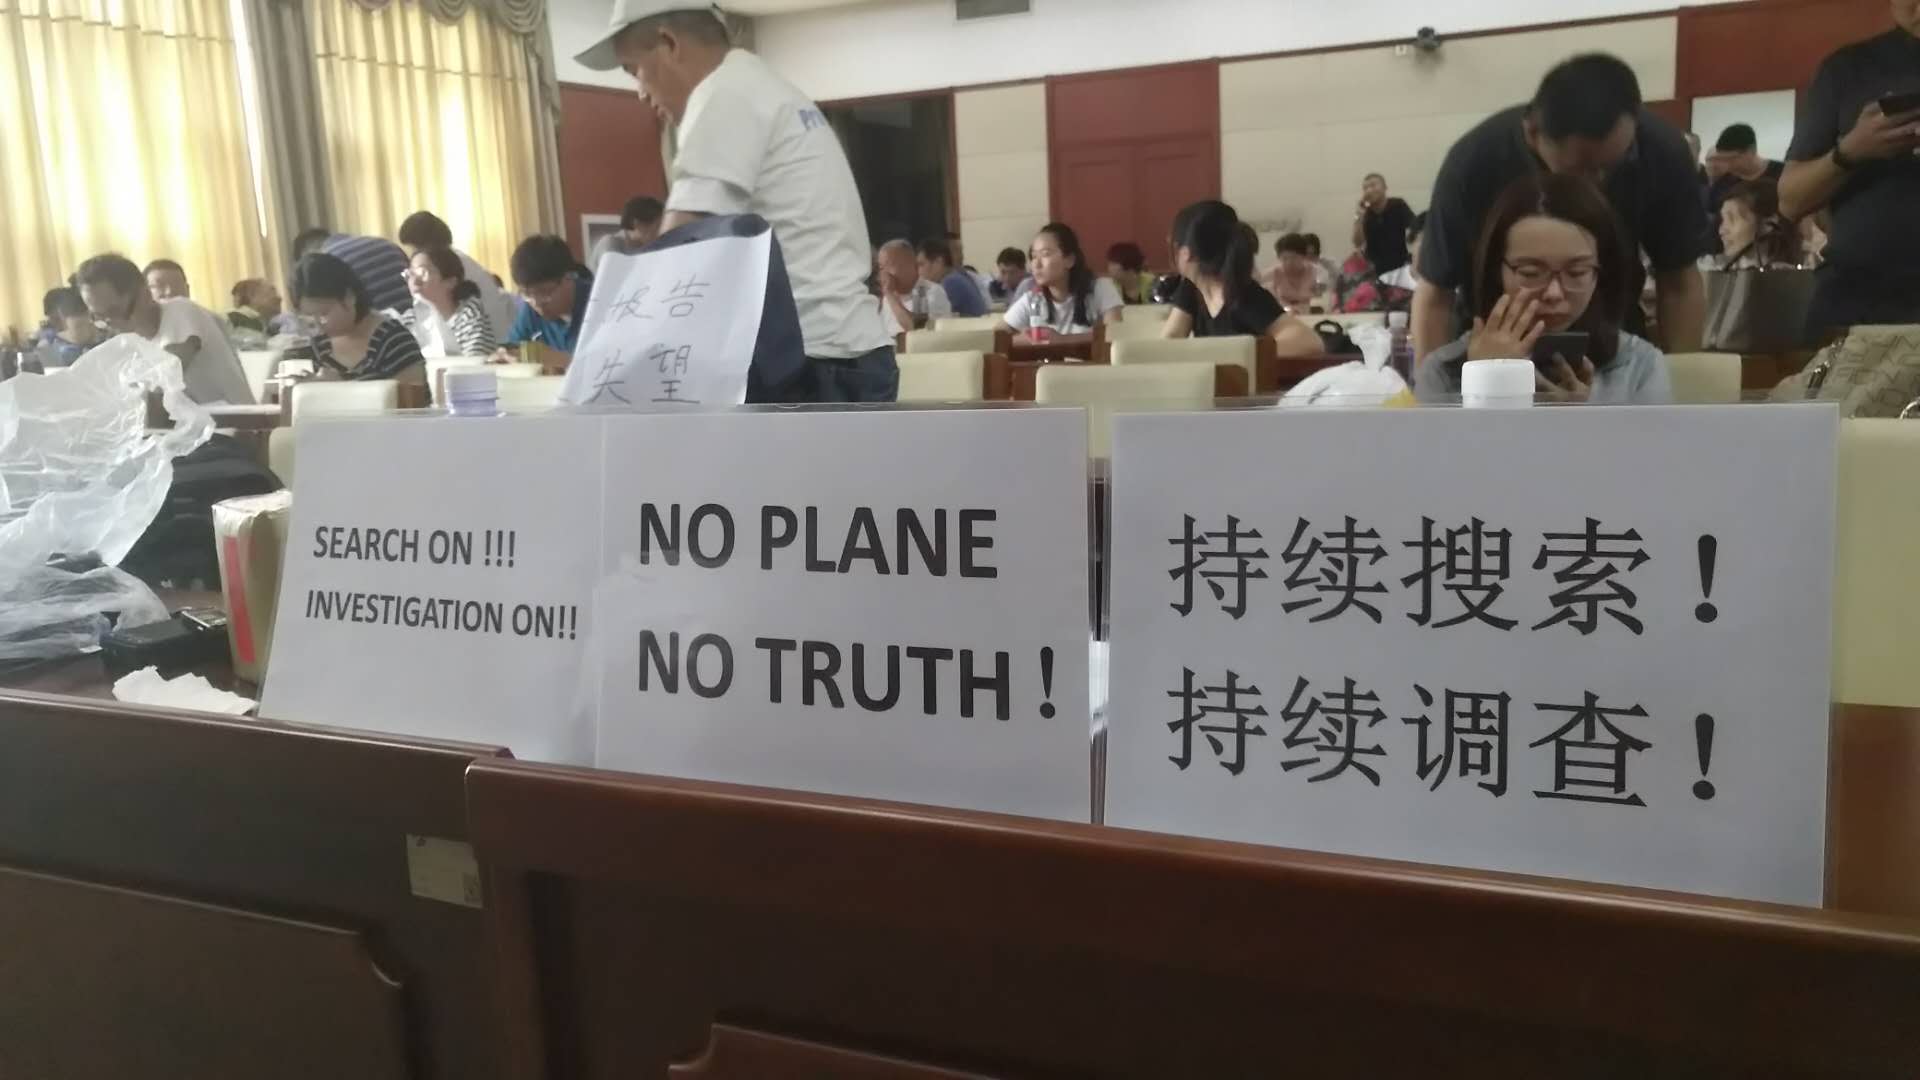 报告
失望
SEARCH ON !!!
INVESTIGATION ON!!
NO PLANE
NO TRUTH!
持续搜索！
持续调查！